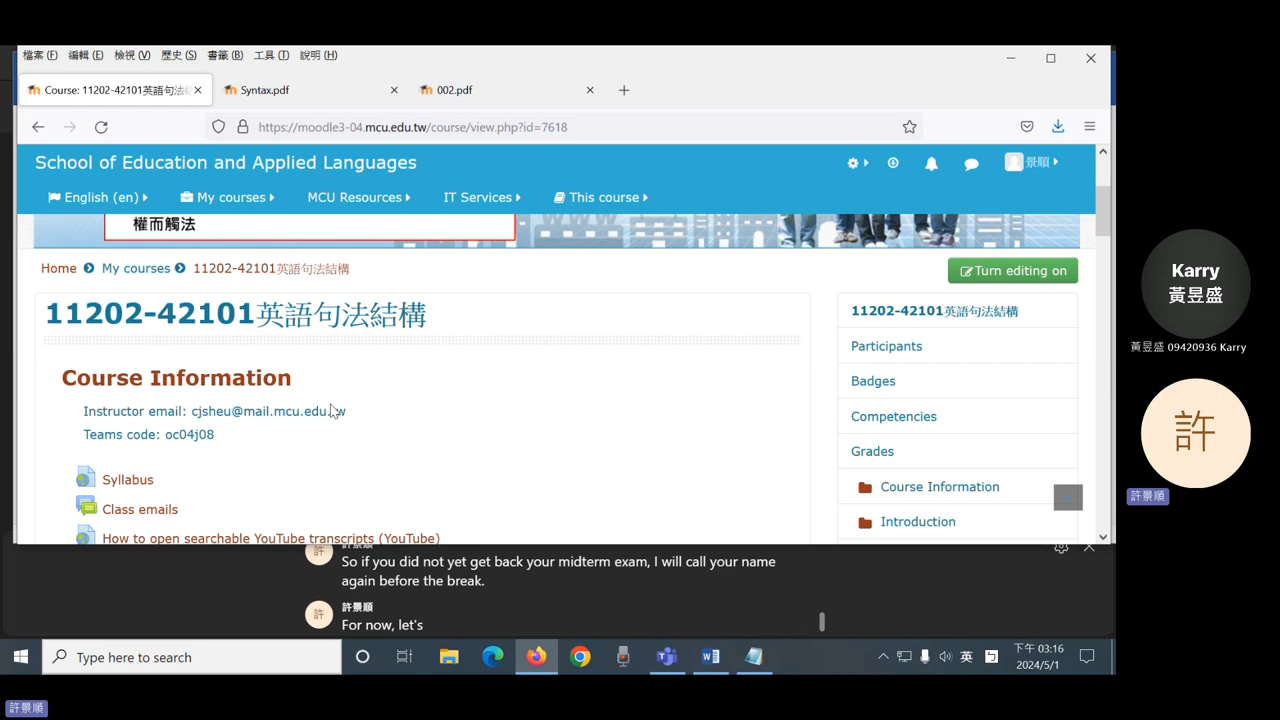 檔案 (F) 編輯 (E) 檢視 (V) 歷史 (S) 書籤 (B) 工具 (T) 說明 (H)
Course: 11202-42101英語句法結
Syntax.pdf
002.pdf
https://moodle3-04.mcu.edu.tw/course/view.php?id=7618
School of Education and Applied Languages
景順
English (en) My courses MCU Resources IT Services This course
權而觸法
Home My courses 11202-42101英語句法結構
Turn editing on
11202-42101英語句法結構
Course Information
Instructor email: cjsheu@mail.mcu.edu.tw
Teams code: oc04j08
Syllabus
Class emails
How to open searchable YouTube transcripts (YouTube)
11202-42101英語句法結構
Participants
Badges
Competencies
Grades
Course Information
Introduction
Karry
黃昱盛
黃昱盛 09420936 Karry
許
許景順
許
許景順
So if you did not yet get back your midterm exam, I will call your name
again before the break.
許
許景順
For now, let's
Type here to search
英
下午 03:16
2024/5/1
許景順